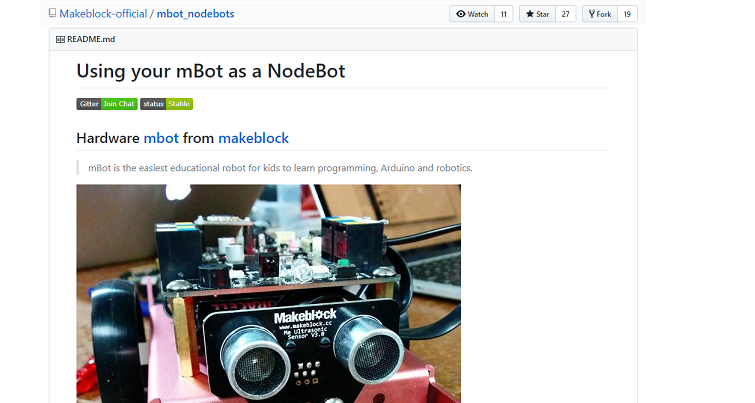 Makeblock-official / mbot_nodebots
Watch 11 Star 27 Fork 19
README.md
Using your mBot as a NodeBot
Gitter Join Chat status Stable
Hardware mbot from makeblock
mBot is the easiest educational robot for kids to learn programming, Arduino and robotics.
Makeblock
www.makeblock.cc
Me Ultrasonic
Sensor V3.0